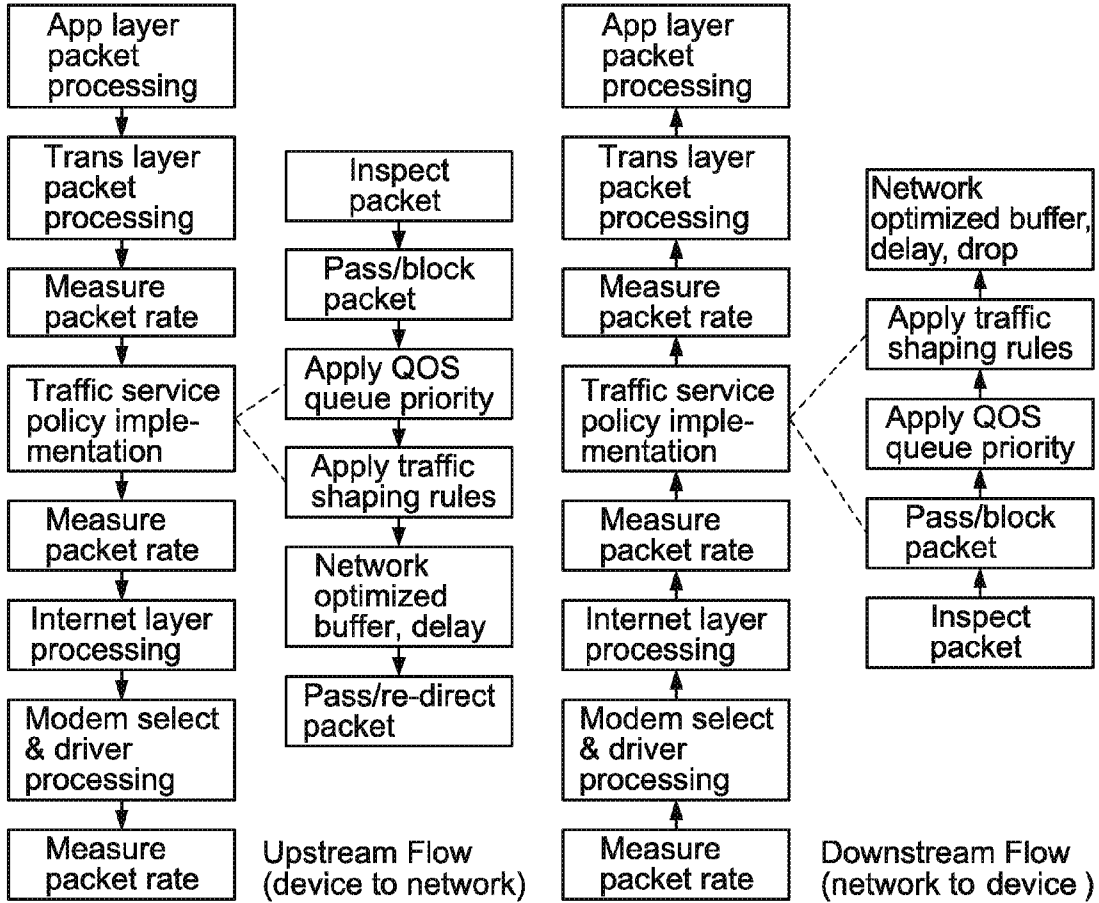 App layer
packet
processing
Trans layer
packet
processing
Measure
packet rate
Traffic service
policy imple-
mentation
Measure
packet rate
Internet layer
processing
Modem select
& driver
processing
Measure
packet rate
Inspect
packet
Pass/block
packet
Apply QOS
queue priority
Apply traffic
shaping rules
Network
optimized
buffer, delay
Pass/re-direct
packet
Upstream Flow
(device to network)
App layer
packet
processing
Trans layer
packet
processing
Measure
packet rate
Traffic service
policy imple-
mentation
Measure
packet rate
Internet layer
processing
Modem select
& driver
processing
Measure
packet rate
Network
optimized buffer,
delay, drop
Apply traffic
shaping rules
Apply QOS
queue priority
Pass/block
packet
Inspect
packet
Downstream Flow
(network to device )